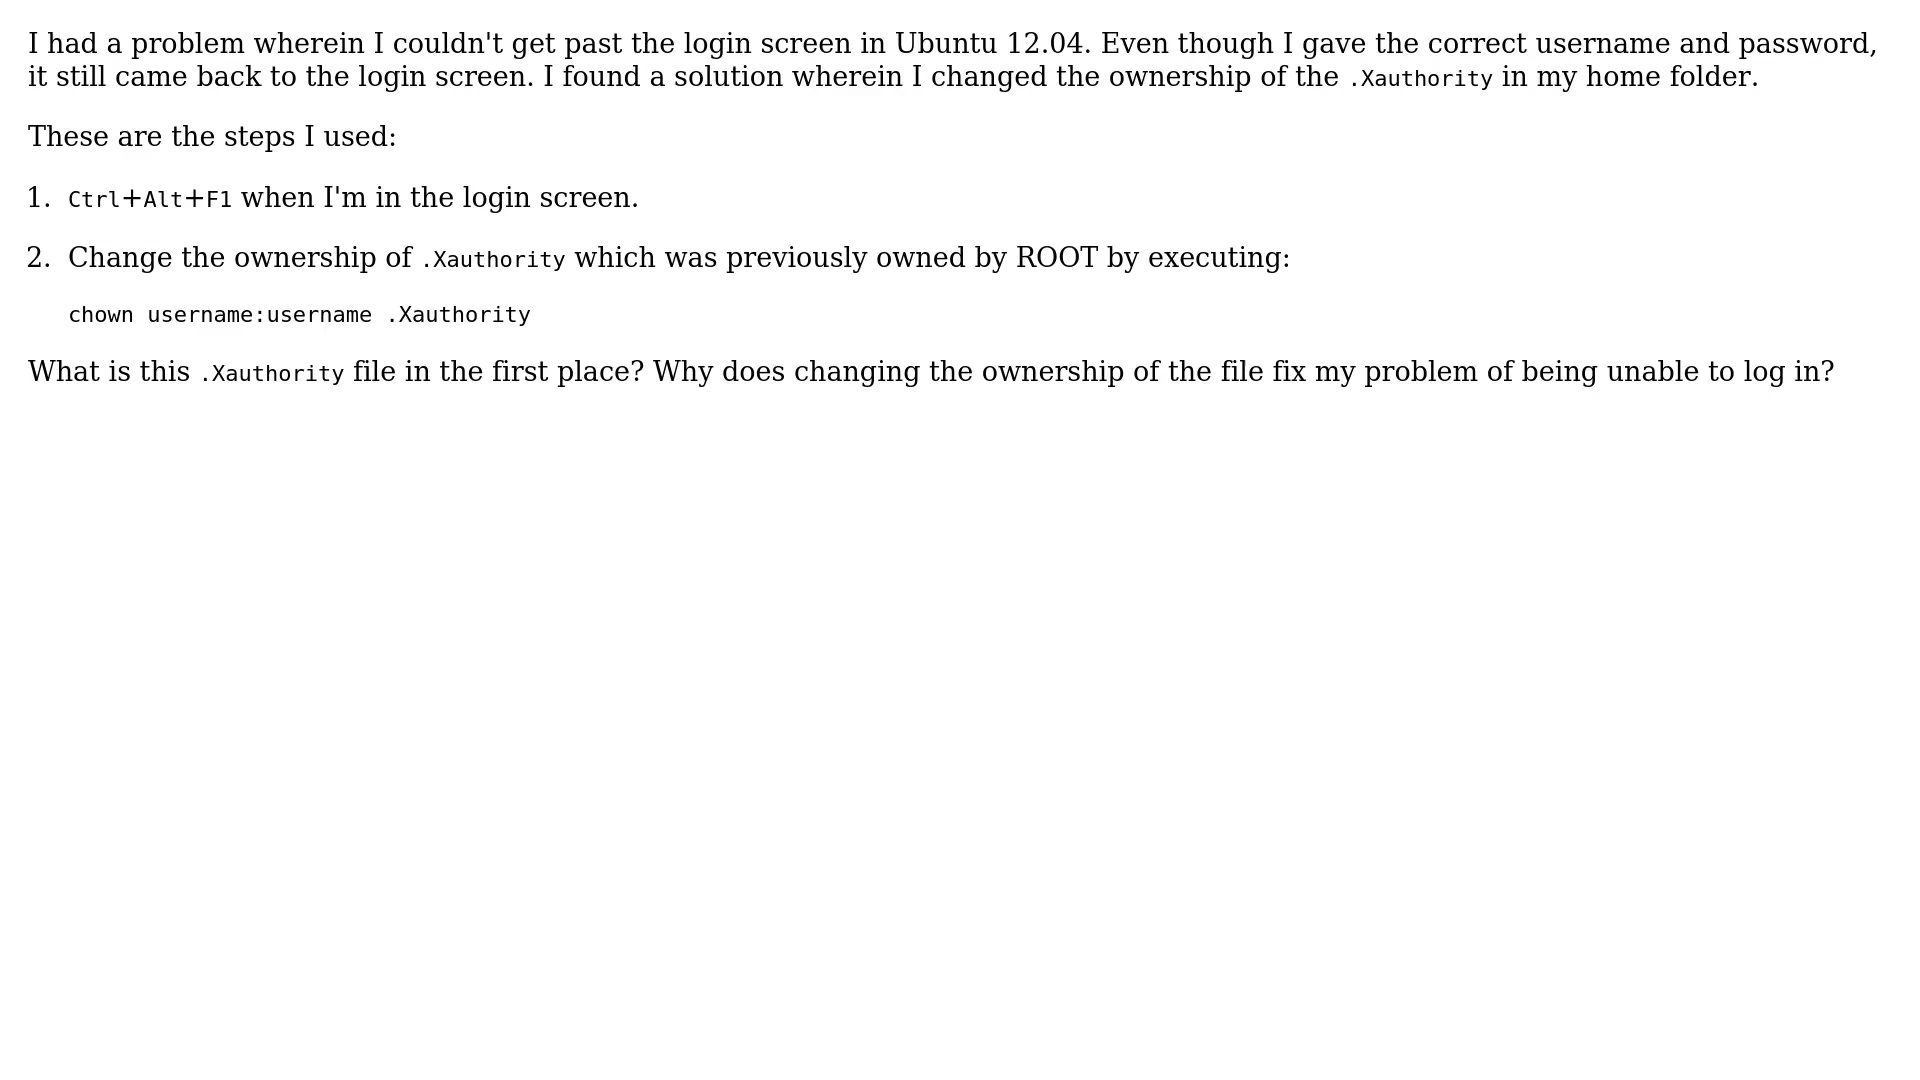 I had a problem wherein I couldn't get past the login screen in Ubuntu 12.04. Even though I gave the correct username and password,
it still came back to the login screen. I found a solution wherein I changed the ownership of the .Xauthority in my home folder.
These are the steps I used:
1. Ctrl+Alt+F1 when I'm in the login screen.
2. Change the ownership of .Xauthority which was previously owned by ROOT by executing:
chown username:username .Xauthority
What is this .Xauthority file in the first place? Why does changing the ownership of the file fix my problem of being unable to log in?